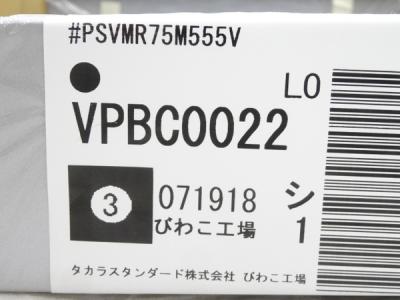 #PSVMR75M555V
LO
VPBC0022
3 071918 シ
びわこ工場 1
タカラスタンダード株式会社 びわこ工場